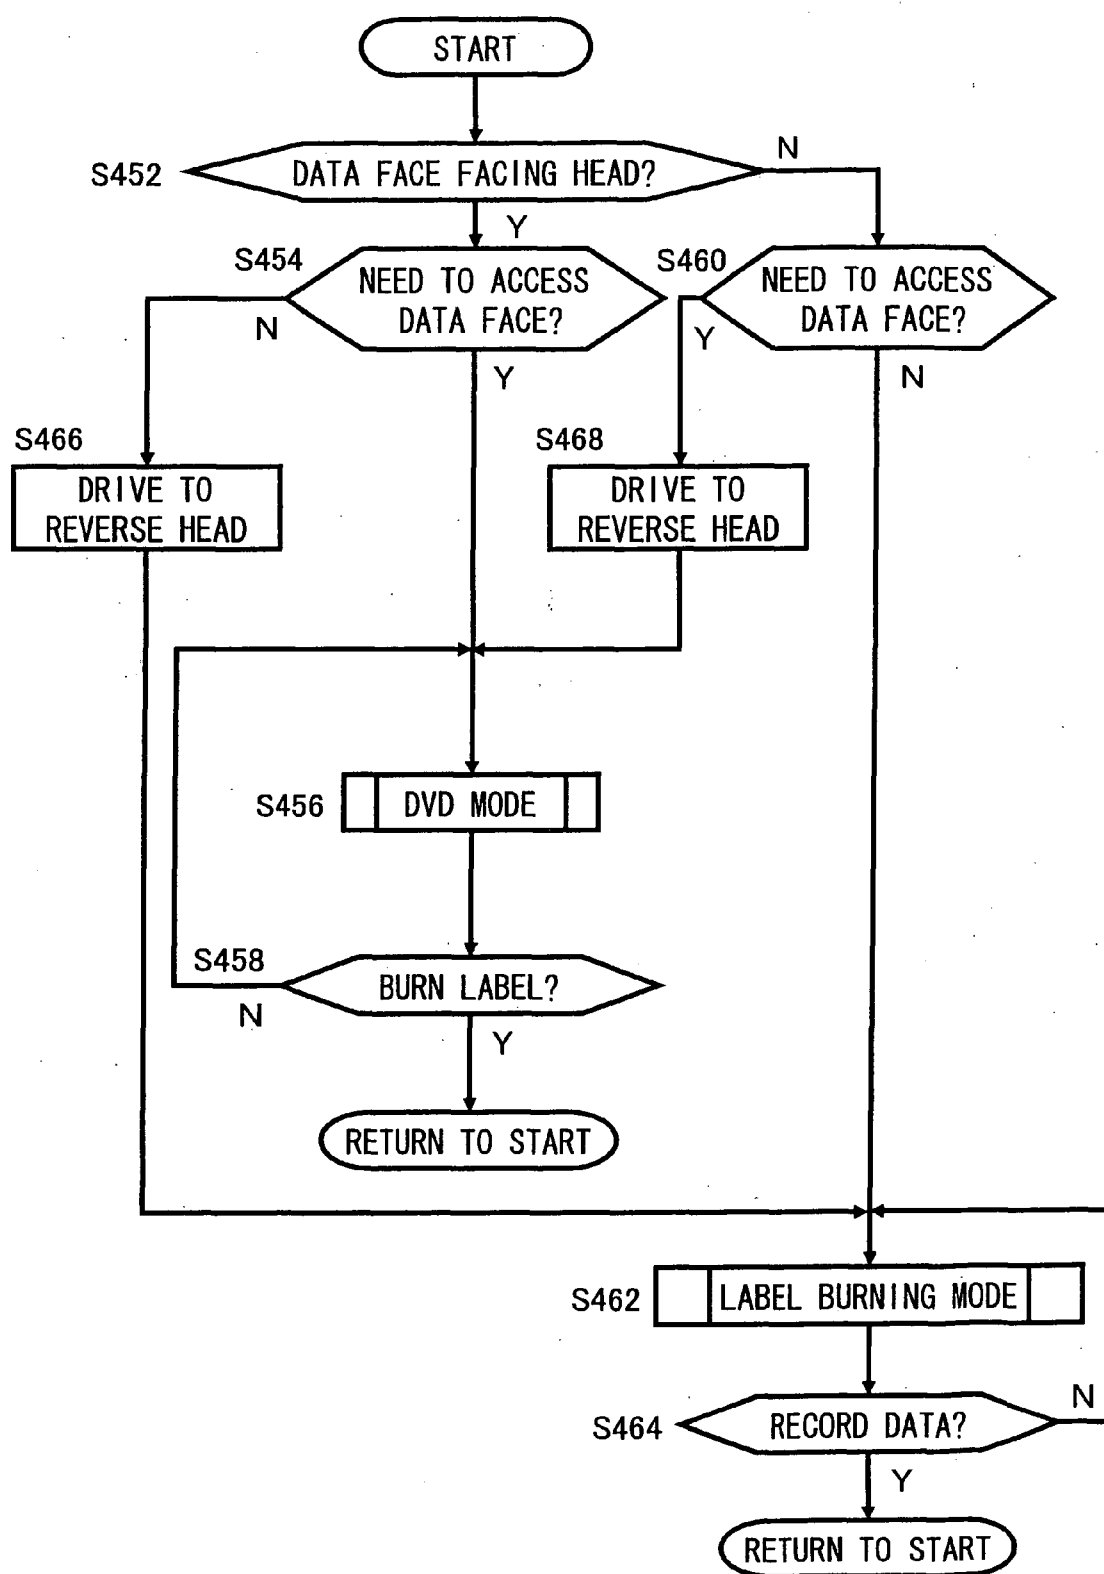 START
S452
DATA FACE FACING HEAD?
N
Y
S454
NEED TO ACCESS
DATA FACE?
N
Y
S460
NEED TO ACCESS
DATA FACE?
Y
N
S466
DRIVE TO
REVERSE HEAD
S468
DRIVE TO
REVERSE HEAD
S456
DVD MODE
S458
BURN LABEL?
N
Y
RETURN TO START
S462
LABEL BURNING MODE
S464
RECORD DATA?
N
Y
RETURN TO START